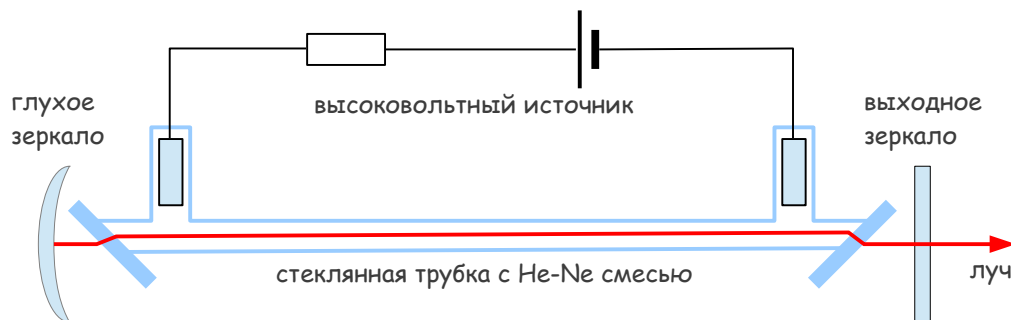 глухое
зеркало
высоковольтный источник
выходное
зеркало
стеклянная трубка с He-Ne смесью
луч